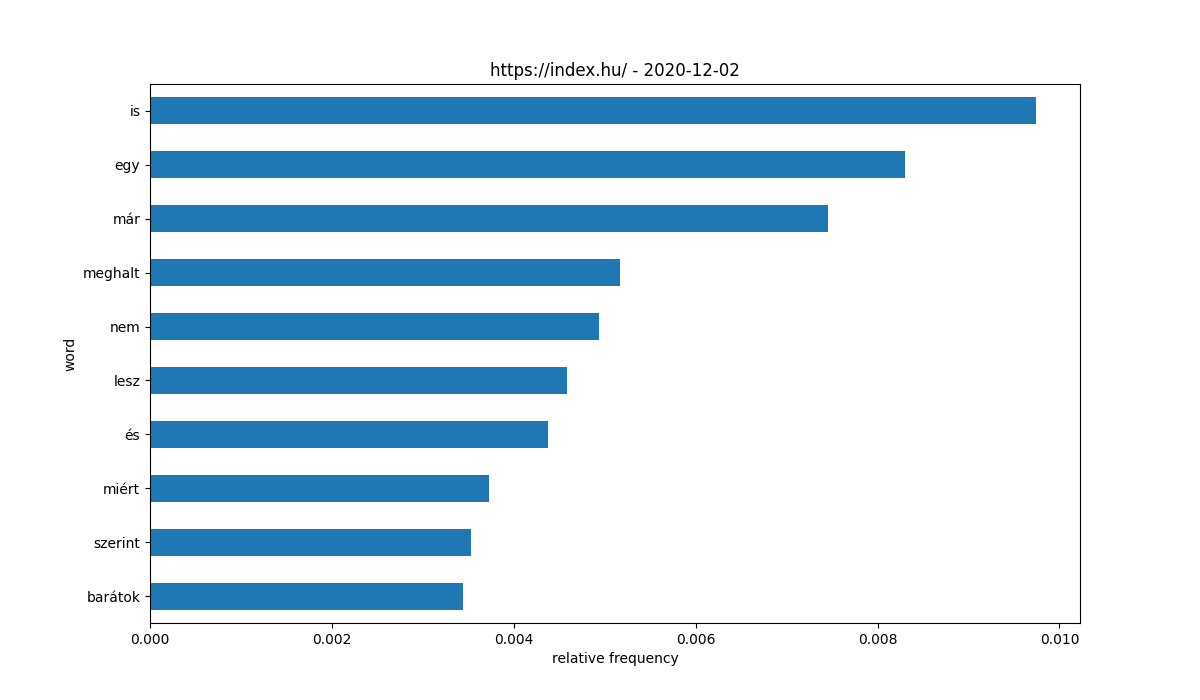 https://index.hu/ - 2020-12-02
word
is
egy
már
meghalt
nem
lesz
és
miért
szerint
barátok
0.000 0.002 0.004 0.006 0.008 0.010
relative frequency